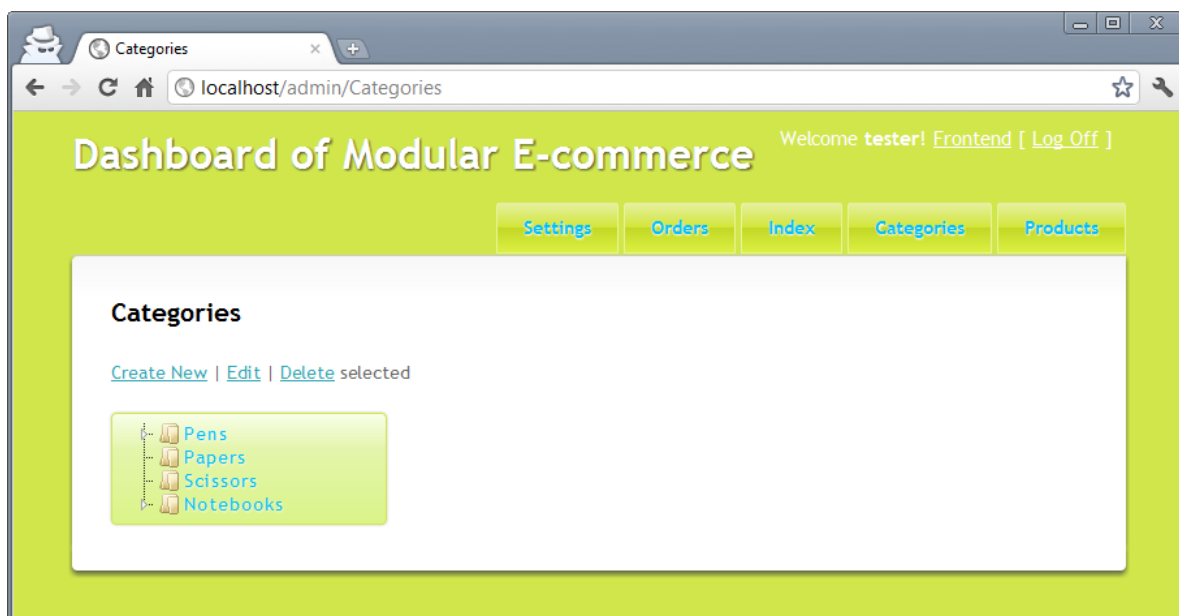 Categories
localhost/admin/Categories
Dashboard of Modular E-commerce
Welcome tester! Frontend [ Log Off ]
Settings Orders Index Categories Products
Categories
Create New | Edit | Delete selected
Pens
Papers
Scissors
Notebooks